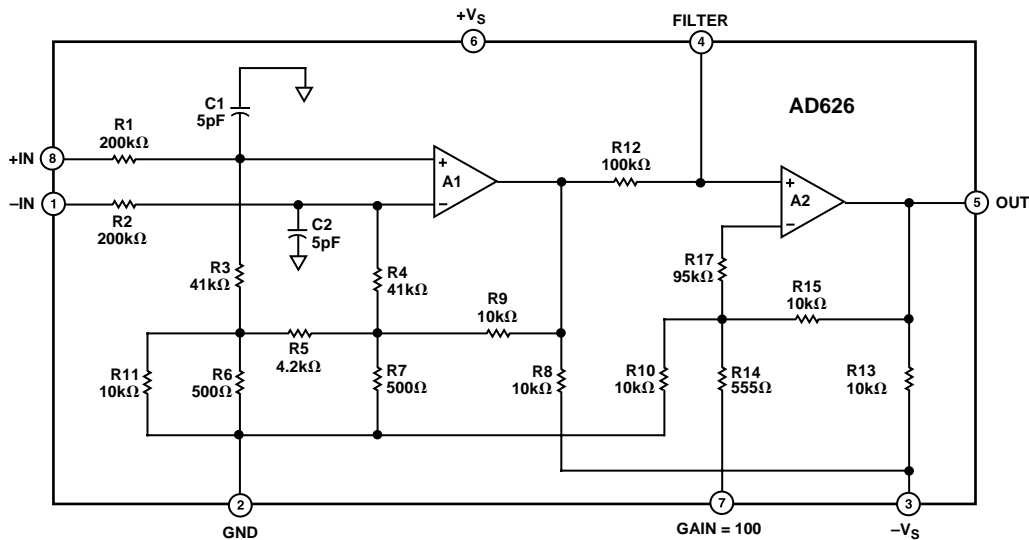 +VS
6
FILTER
4
AD626
C1
5pF
R1
200kΩ
+IN
8
R12
100kΩ
+
A1
−
+
A2
−
−IN
1
R2
200kΩ
C2
5pF
5
OUT
R3
41kΩ
R4
41kΩ
R17
95kΩ
R9
10kΩ
R15
10kΩ
R5
4.2kΩ
R11
10kΩ
R6
500Ω
R7
500Ω
R8
10kΩ
R10
10kΩ
R14
555Ω
R13
10kΩ
2
GND
7
GAIN = 100
3
−VS